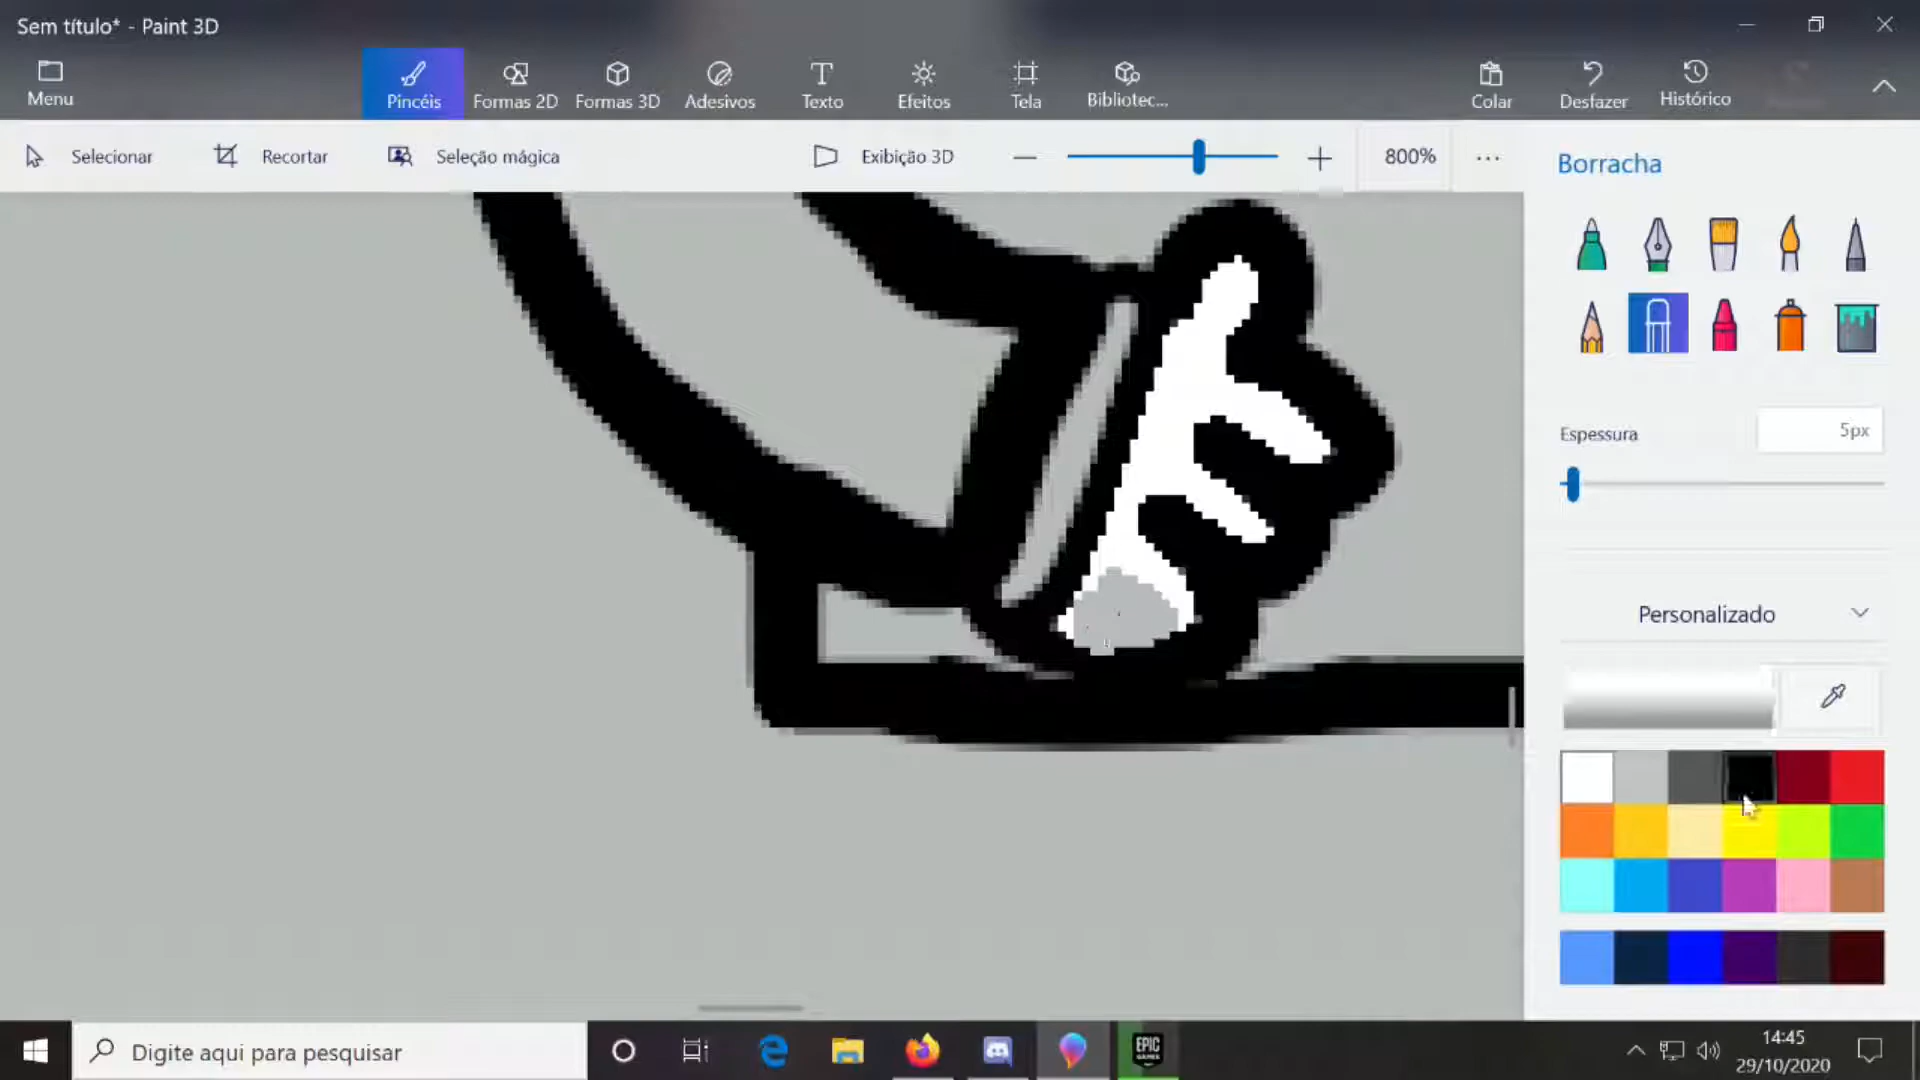 Sem título* - Paint 3D
Menu
Pincéis
Formas 2D
Formas 3D
Adesivos
Texto
Efeitos
Tela
Bibliotec...
Colar
Desfazer
Histórico
Selecionar
Recortar
Seleção mágica
Exibição 3D
800%
Borracha
Espessura
5px
Personalizado
Digite aqui para pesquisar
EPIC
GAMES
14:45
29/10/2020